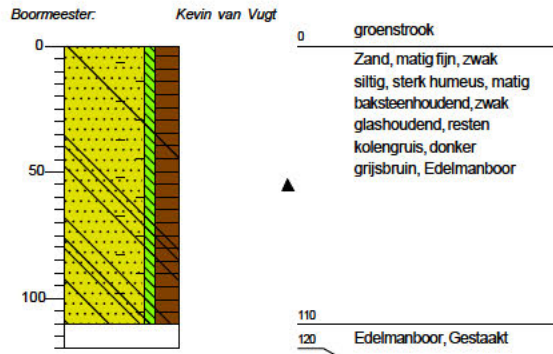 Boormeester: Kevin van Vugt
0
50
100
0 groenstrook
Zand, matig fijn, zwak
siltig, sterk humeus, matig
baksteenhoudend, zwak
glashoudend, resten
kolengruis, donker
grijsbruin, Edelmanboor
110
120 Edelmanboor, Gestaakt